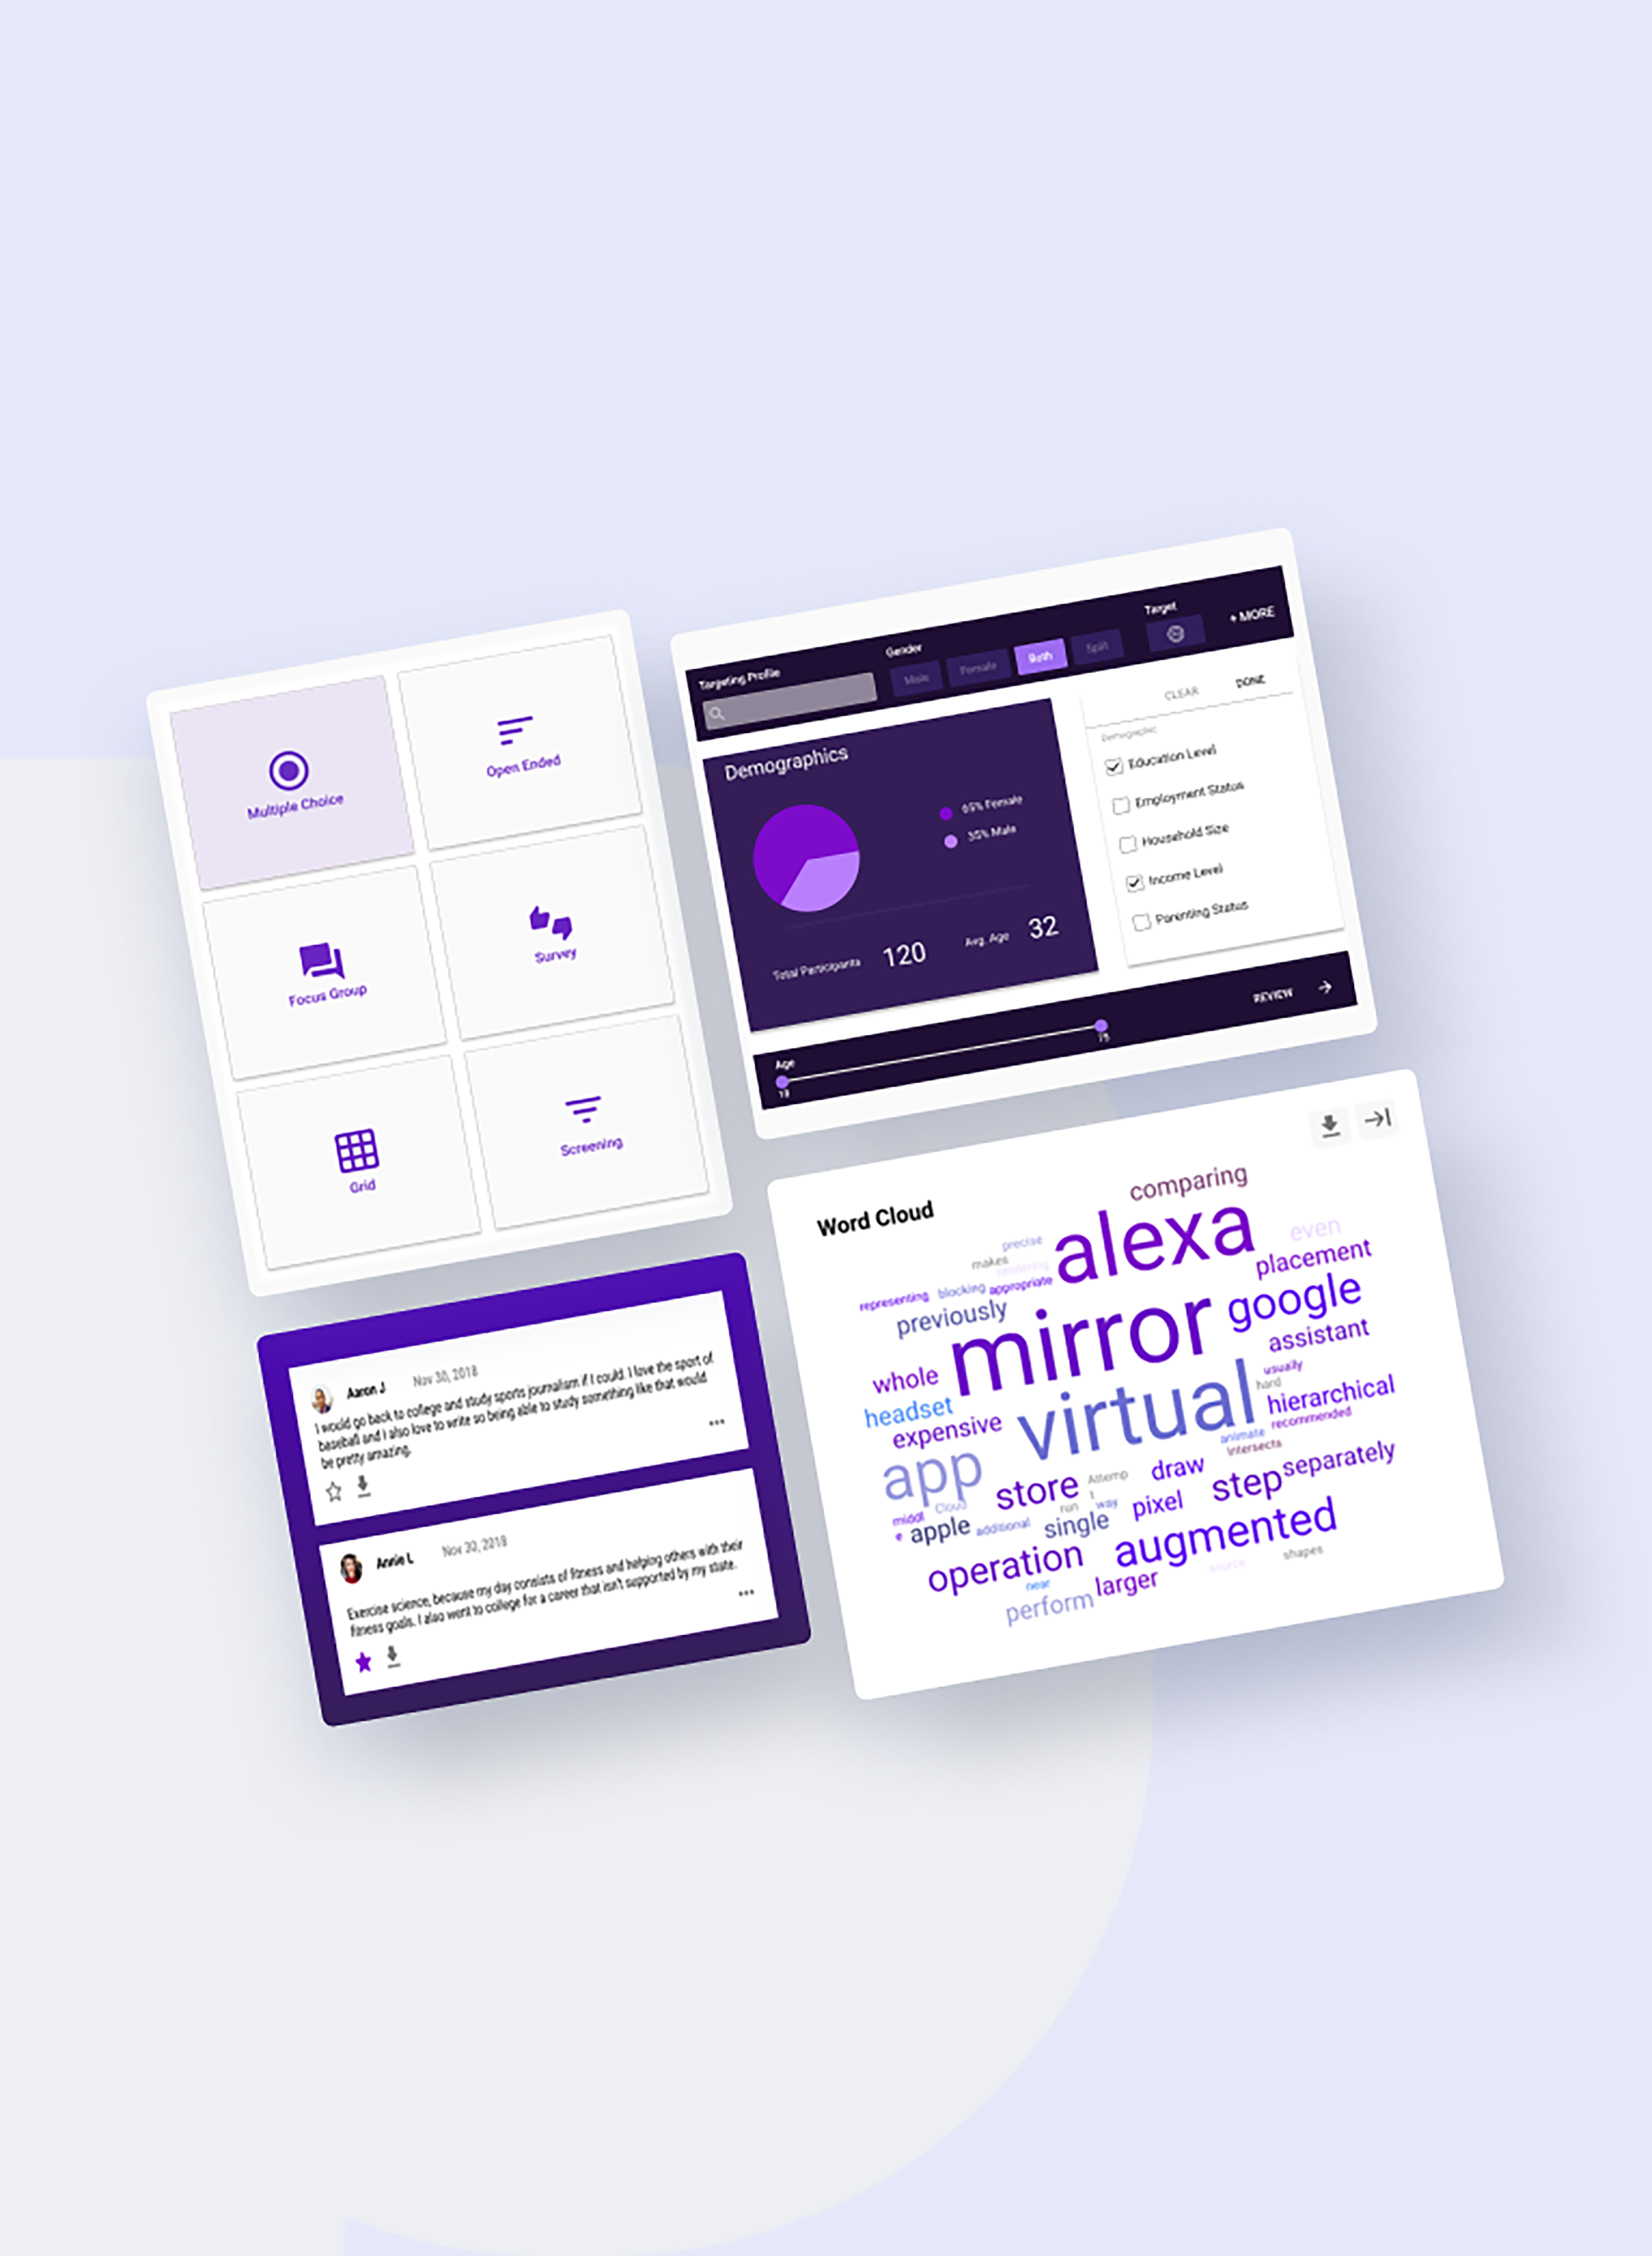 Multiple Choice
Open Ended
Focus Group
Survey
Grid
Screening
Targeting Profile
Gender
Male
Female
Both
Split
Target
+ MORE
Demographics
65% Female
35% Male
Total Participants 120
Avg. Age 32
CLEAR
DONE
Demographic
Education Level
Employment Status
Household Size
Income Level
Parenting Status
Age
18
75
REVIEW
Aaron J Nov 30, 2018
I would go back to college and study sports journalism if I could. I love the sport of
baseball and I also love to write so being able to study something like that would
be pretty amazing.
Annie L Nov 30, 2018
Exercise science, because my day consists of fitness and helping others with their
fitness goals. I also went to college for a career that isn't supported by my state.
Word Cloud
comparing
precise
makes
rendering
alexa
even
placement
representing
blocking
appropriate
previously
mirror
google
assistant
whole
usually
hard
headset
expensive
virtual
hierarchical
recommended
animate
intersects
app
store
Attemp
t
draw
step
separately
middl
e
Cloud
apple
additional
run
way
single
pixel
operation
augmented
near
larger
source
shapes
perform